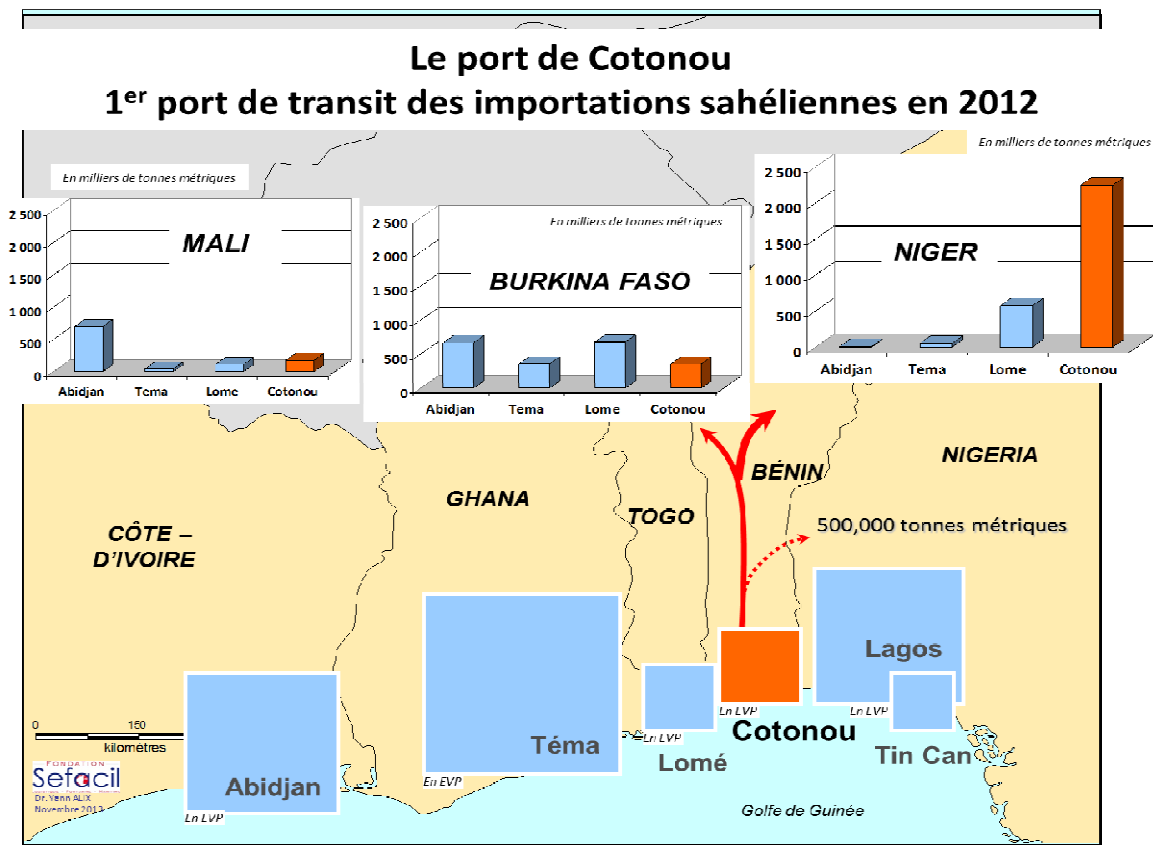 Le port de Cotonou
1er port de transit des importations sahéliennes en 2012
En milliers de tonnes métriques
2 500
2 000
1 500
1 000
500
0
MALI
Abidjan Tema Lome Cotonou
En milliers de tonnes métriques
2 500
2 000
1 500
1 000
500
0
BURKINA FASO
Abidjan Tema Lome Cotonou
En milliers de tonnes métriques
2 500
2 000
1 500
1 000
500
0
NIGER
Abidjan Tema Lome Cotonou
CÔTE –
D'IVOIRE
GHANA
TOGO
BÉNIN
NIGERIA
500,000 tonnes métriques
Lagos
Ln LVP
Tin Can
Cotonou
Ln LVP
Lomé
Ln LVP
Téma
En EVP
Abidjan
Ln LVP
0 150
kilomètres
FONDATION
Sefacil
Dr. Yann ALIX
Novembre 2013
Golfe de Guinée